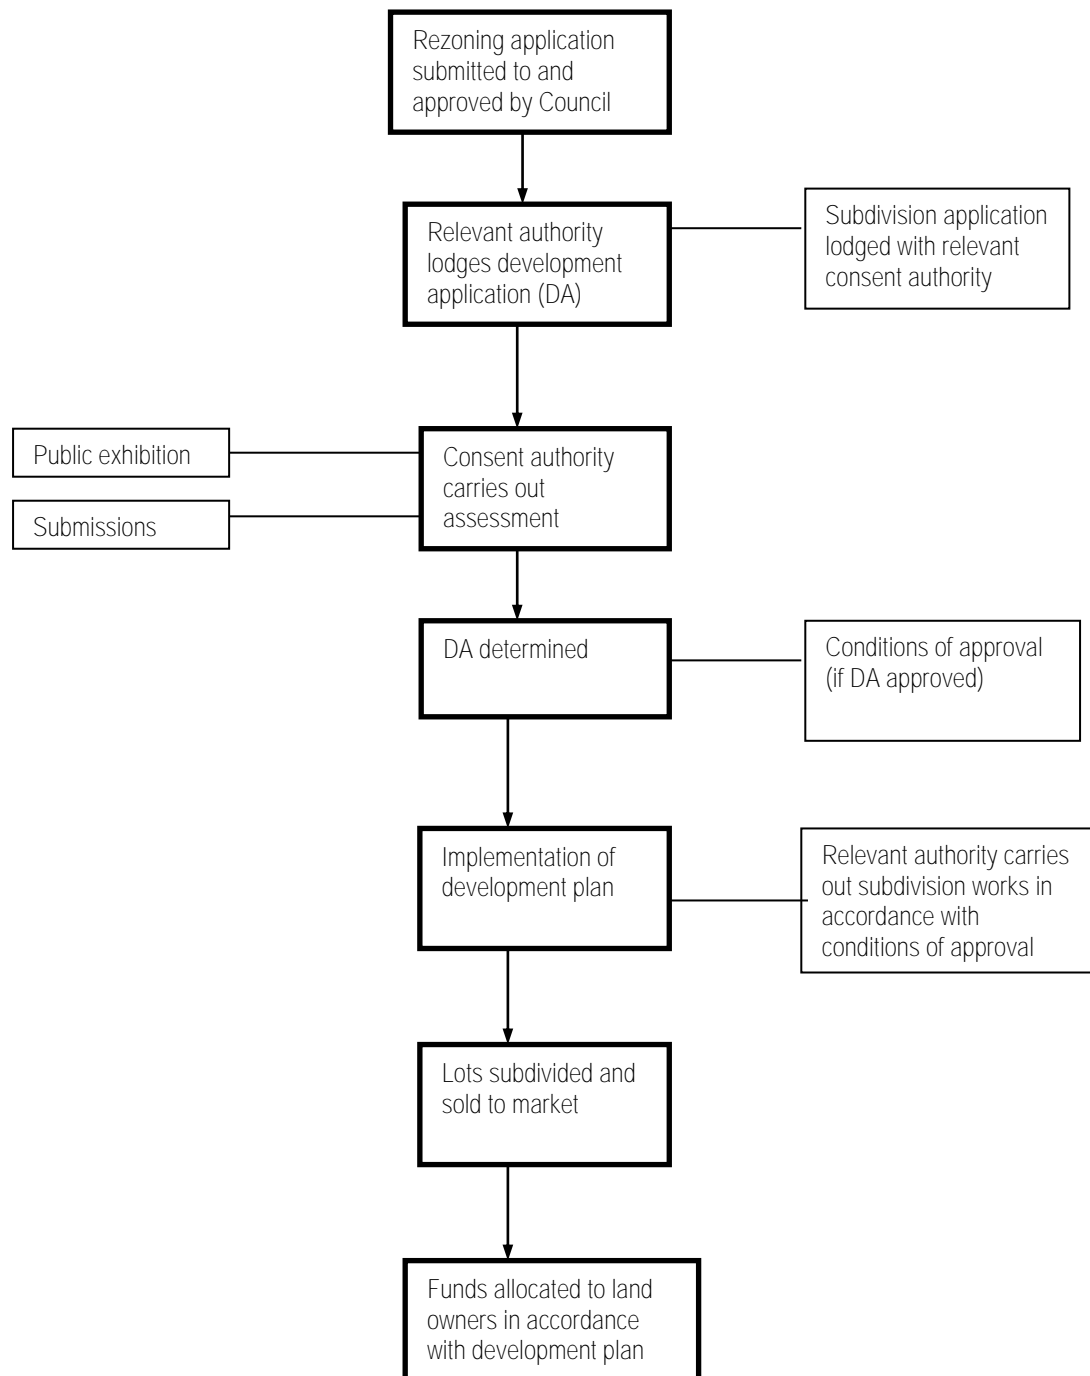 Rezoning application
submitted to and
approved by Council
Relevant authority
lodges development
application (DA)
Subdivision application
lodged with relevant
consent authority
Public exhibition
Submissions
Consent authority
carries out
assessment
DA determined
Conditions of approval
(if DA approved)
Implementation of
development plan
Relevant authority carries
out subdivision works in
accordance with
conditions of approval
Lots subdivided and
sold to market
Funds allocated to land
owners in accordance
with development plan